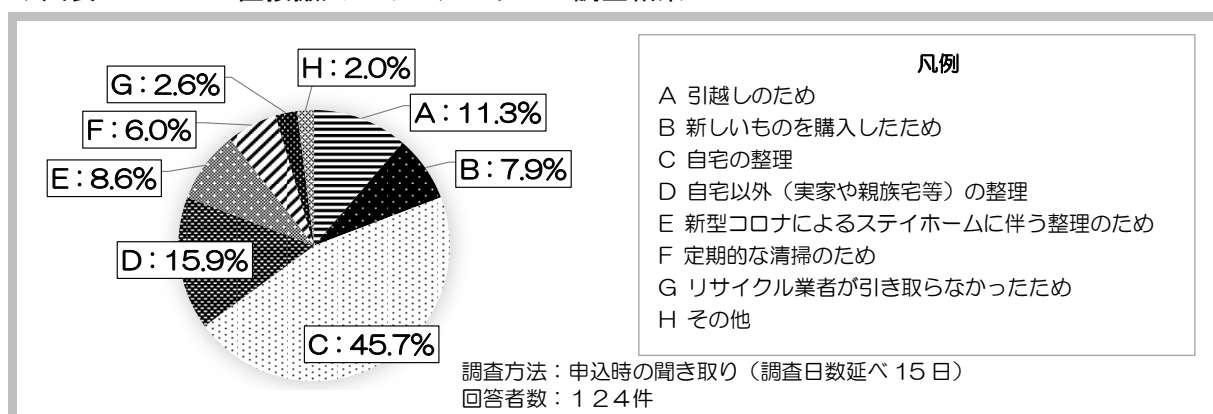 H：2.0%
G：2.6%
A：11.3%
F：6.0%
B：7.9%
E：8.6%
D：15.9%
C：45.7%
凡例
A 引越しのため
B 新しいものを購入したため
C 自宅の整理
D 自宅以外（実家や親族宅等）の整理
E 新型コロナによるステイホームに伴う整理のため
F 定期的な清掃のため
G リサイクル業者が引き取らなかったため
H その他
調査方法：申込時の聞き取り（調査日数延べ 15 日）
回答者数：１２４件